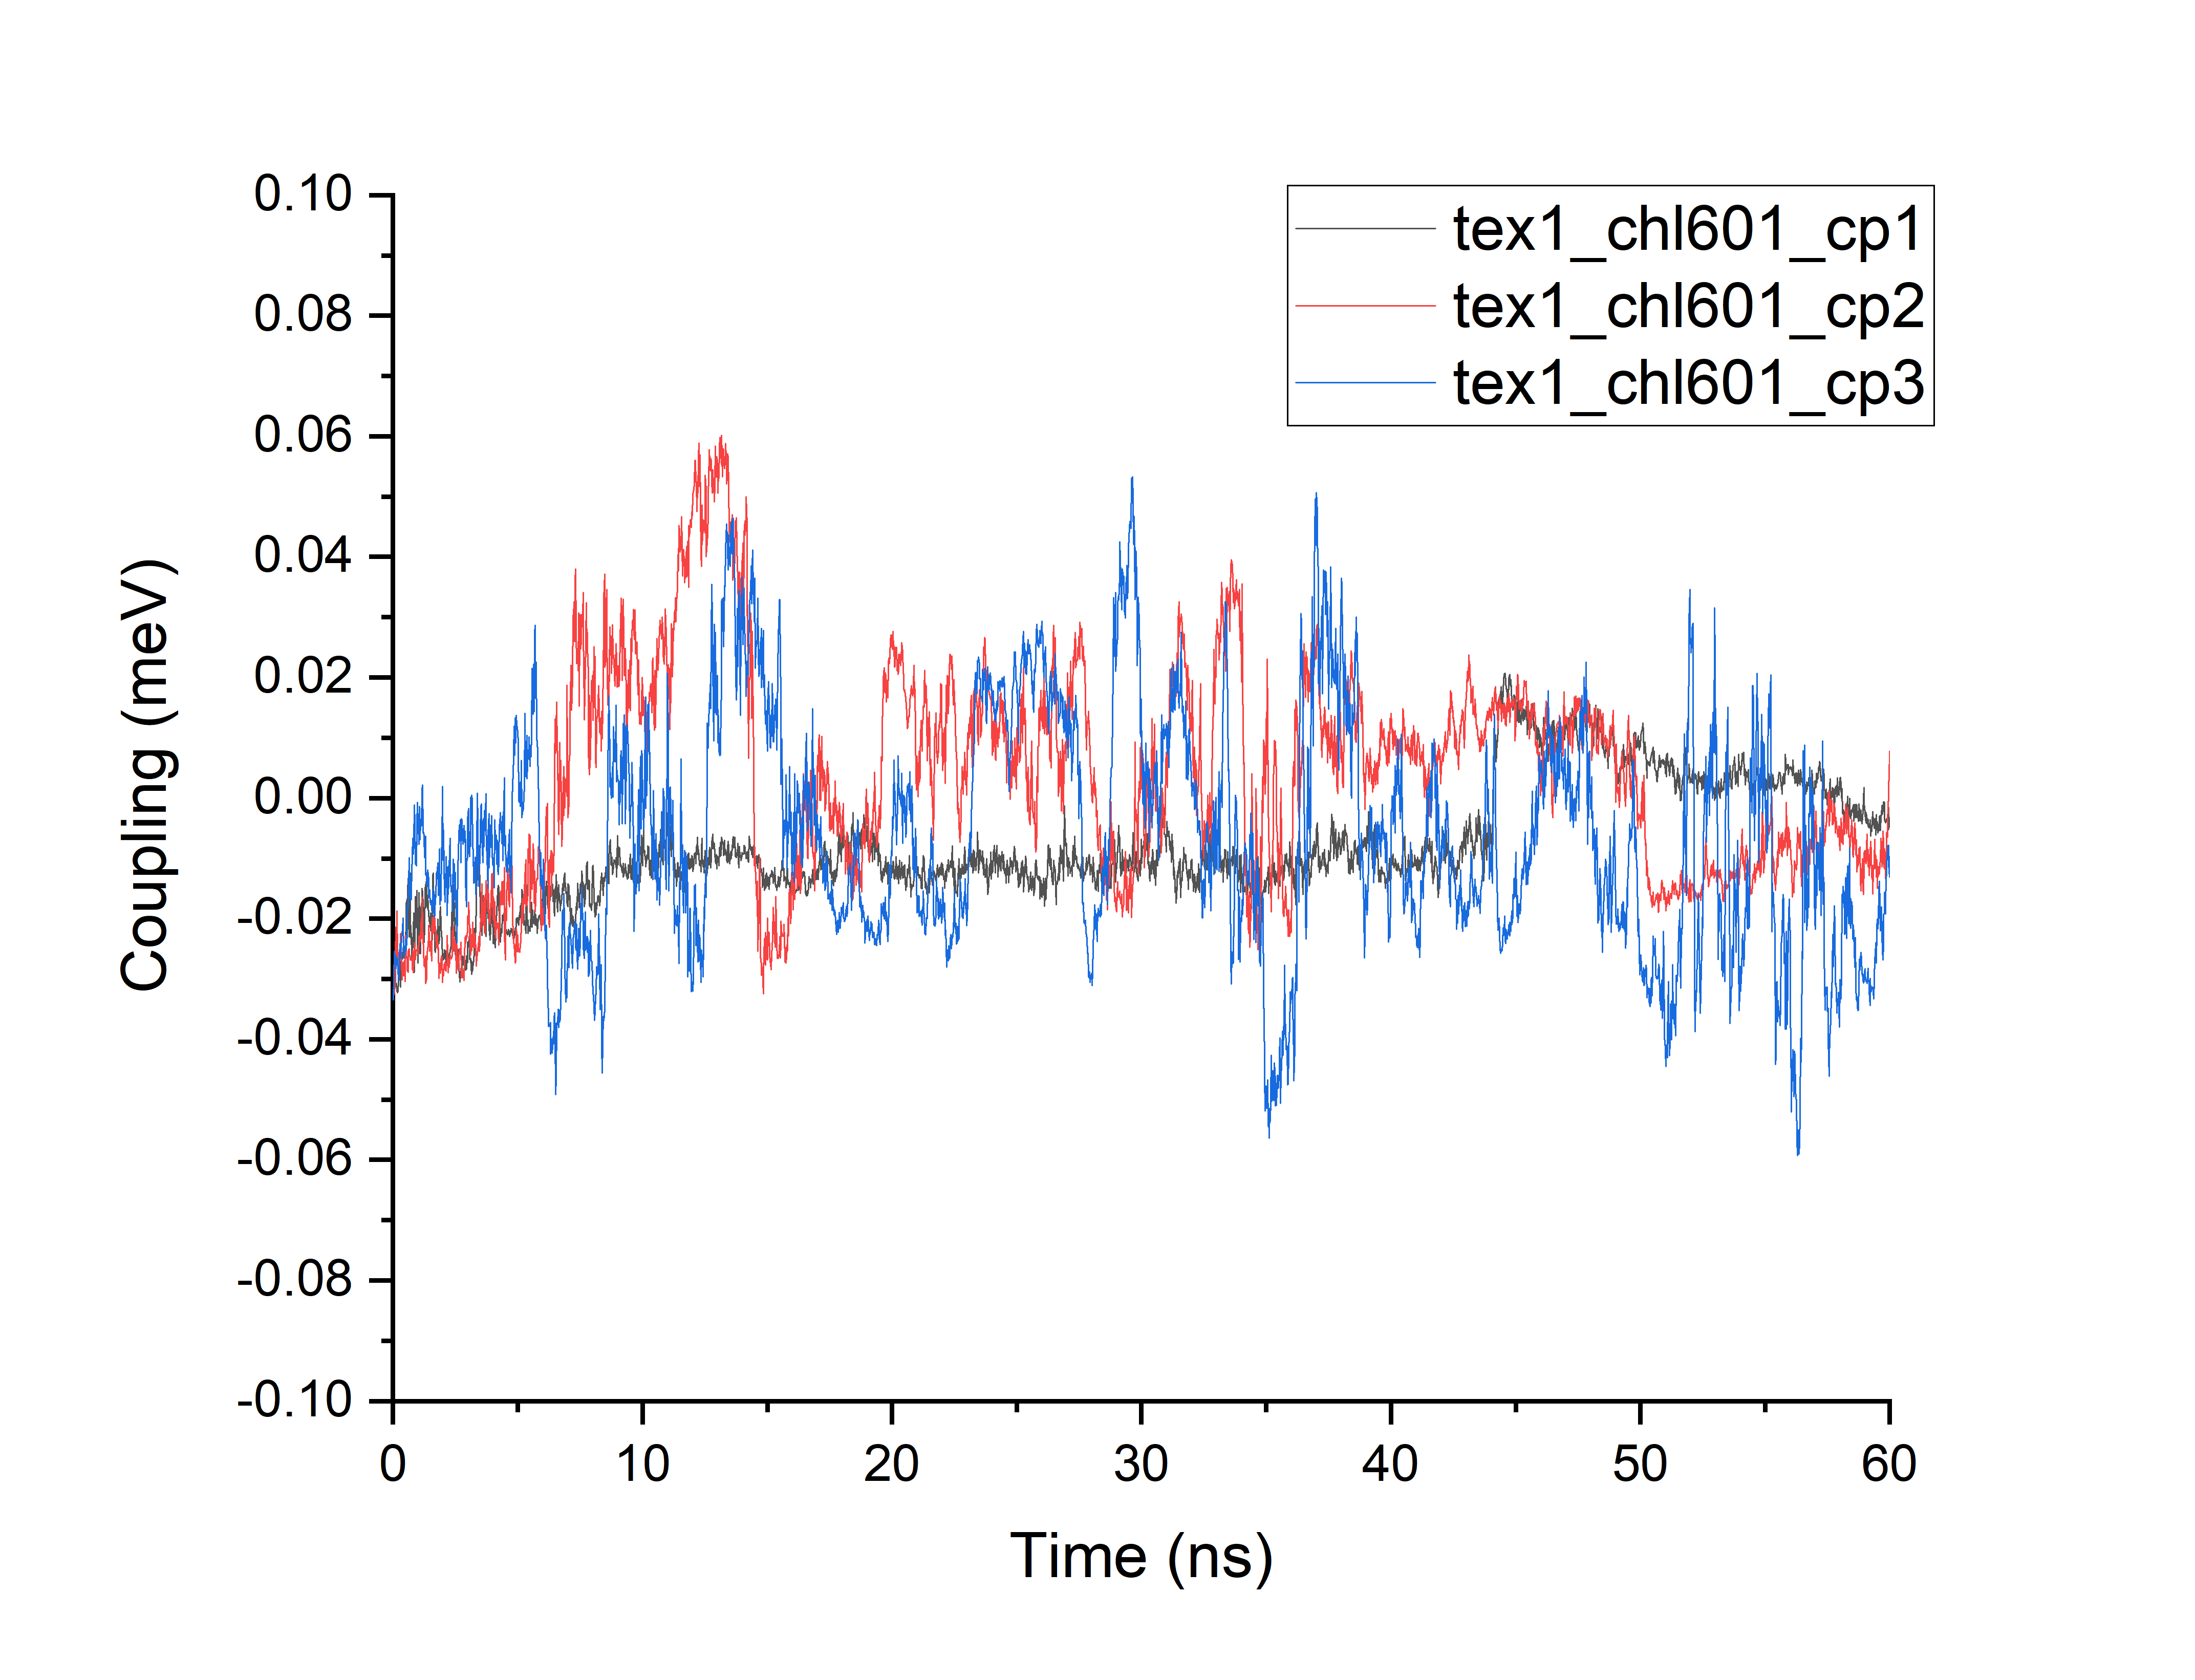 tex1_chl601_cp1
tex1_chl601_cp2
tex1_chl601_cp3
Coupling (meV)
0.10
0.08
0.06
0.04
0.02
0.00
-0.02
-0.04
-0.06
-0.08
-0.10
0 10 20 30 40 50 60
Time (ns)